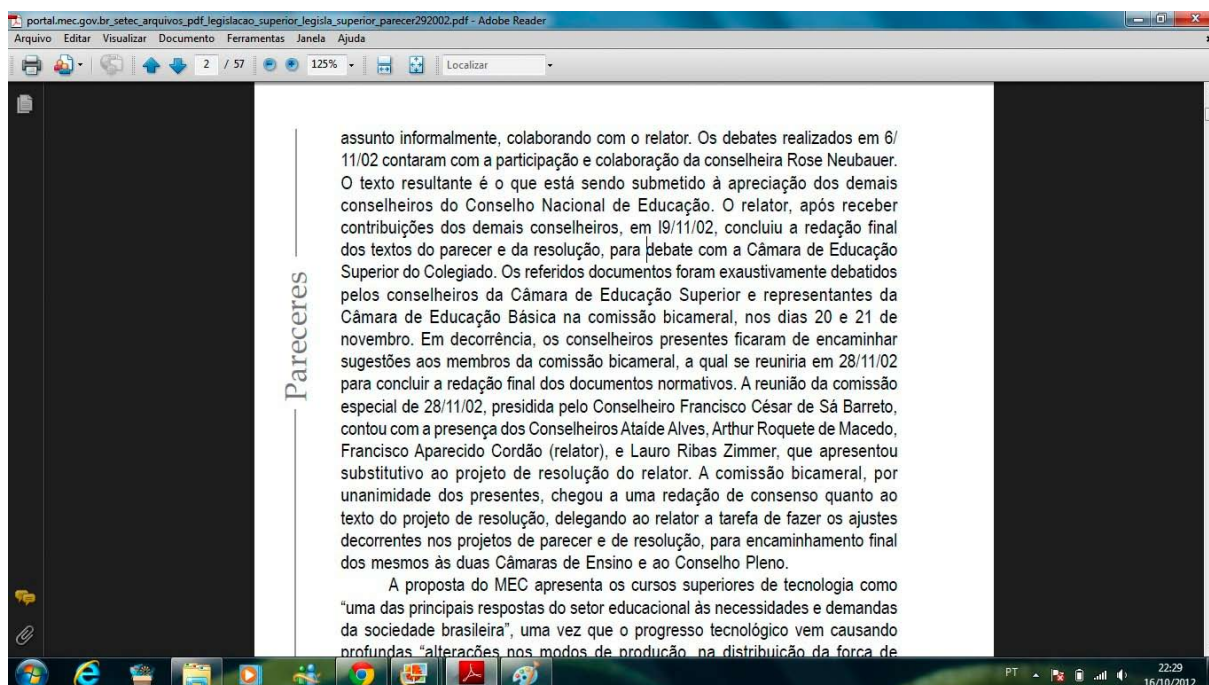 portal.mec.gov.br_setec_arquivos_pdf_legislacao_superior_legisla_superior_parecer292002.pdf - Adobe Reader
Arquivo Editar Visualizar Documento Ferramentas Janela Ajuda
2 / 57 125% Localizar
assunto informalmente, colaborando com o relator. Os debates realizados em 6/
11/02 contaram com a participação e colaboração da conselheira Rose Neubauer.
O texto resultante é o que está sendo submetido à apreciação dos demais
conselheiros do Conselho Nacional de Educação. O relator, após receber
contribuições dos demais conselheiros, em I9/11/02, concluiu a redação final
dos textos do parecer e da resolução, para debate com a Câmara de Educação
Superior do Colegiado. Os referidos documentos foram exaustivamente debatidos
pelos conselheiros da Câmara de Educação Superior e representantes da
Câmara de Educação Básica na comissão bicameral, nos dias 20 e 21 de
novembro. Em decorrência, os conselheiros presentes ficaram de encaminhar
sugestões aos membros da comissão bicameral, a qual se reuniria em 28/11/02
para concluir a redação final dos documentos normativos. A reunião da comissão
especial de 28/11/02, presidida pelo Conselheiro Francisco César de Sá Barreto,
contou com a presença dos Conselheiros Ataíde Alves, Arthur Roquete de Macedo,
Francisco Aparecido Cordão (relator), e Lauro Ribas Zimmer, que apresentou
substitutivo ao projeto de resolução do relator. A comissão bicameral, por
unanimidade dos presentes, chegou a uma redação de consenso quanto ao
texto do projeto de resolução, delegando ao relator a tarefa de fazer os ajustes
decorrentes nos projetos de parecer e de resolução, para encaminhamento final
dos mesmos às duas Câmaras de Ensino e ao Conselho Pleno.
A proposta do MEC apresenta os cursos superiores de tecnologia como
“uma das principais respostas do setor educacional às necessidades e demandas
da sociedade brasileira”, uma vez que o progresso tecnológico vem causando
profundas “alterações nos modos de produção, na distribuição da força de
Pareceres
PT
22:29
16/10/2012